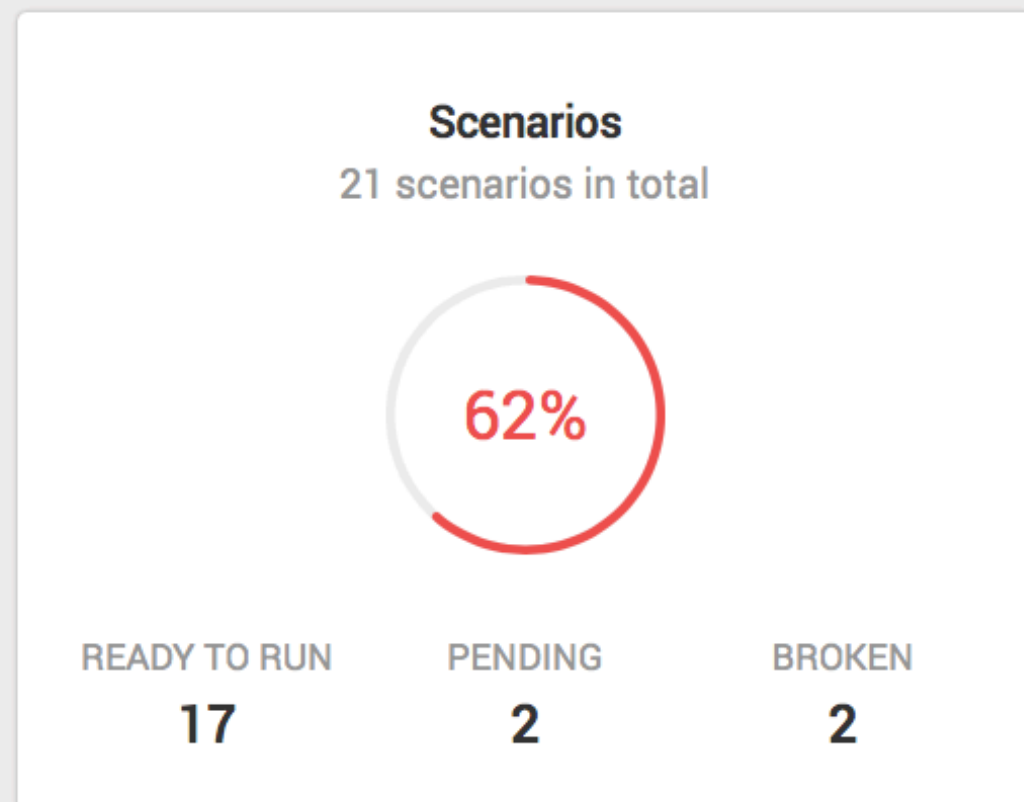 Scenarios
21 scenarios in total
62%
READY TO RUN PENDING BROKEN
17 2 2